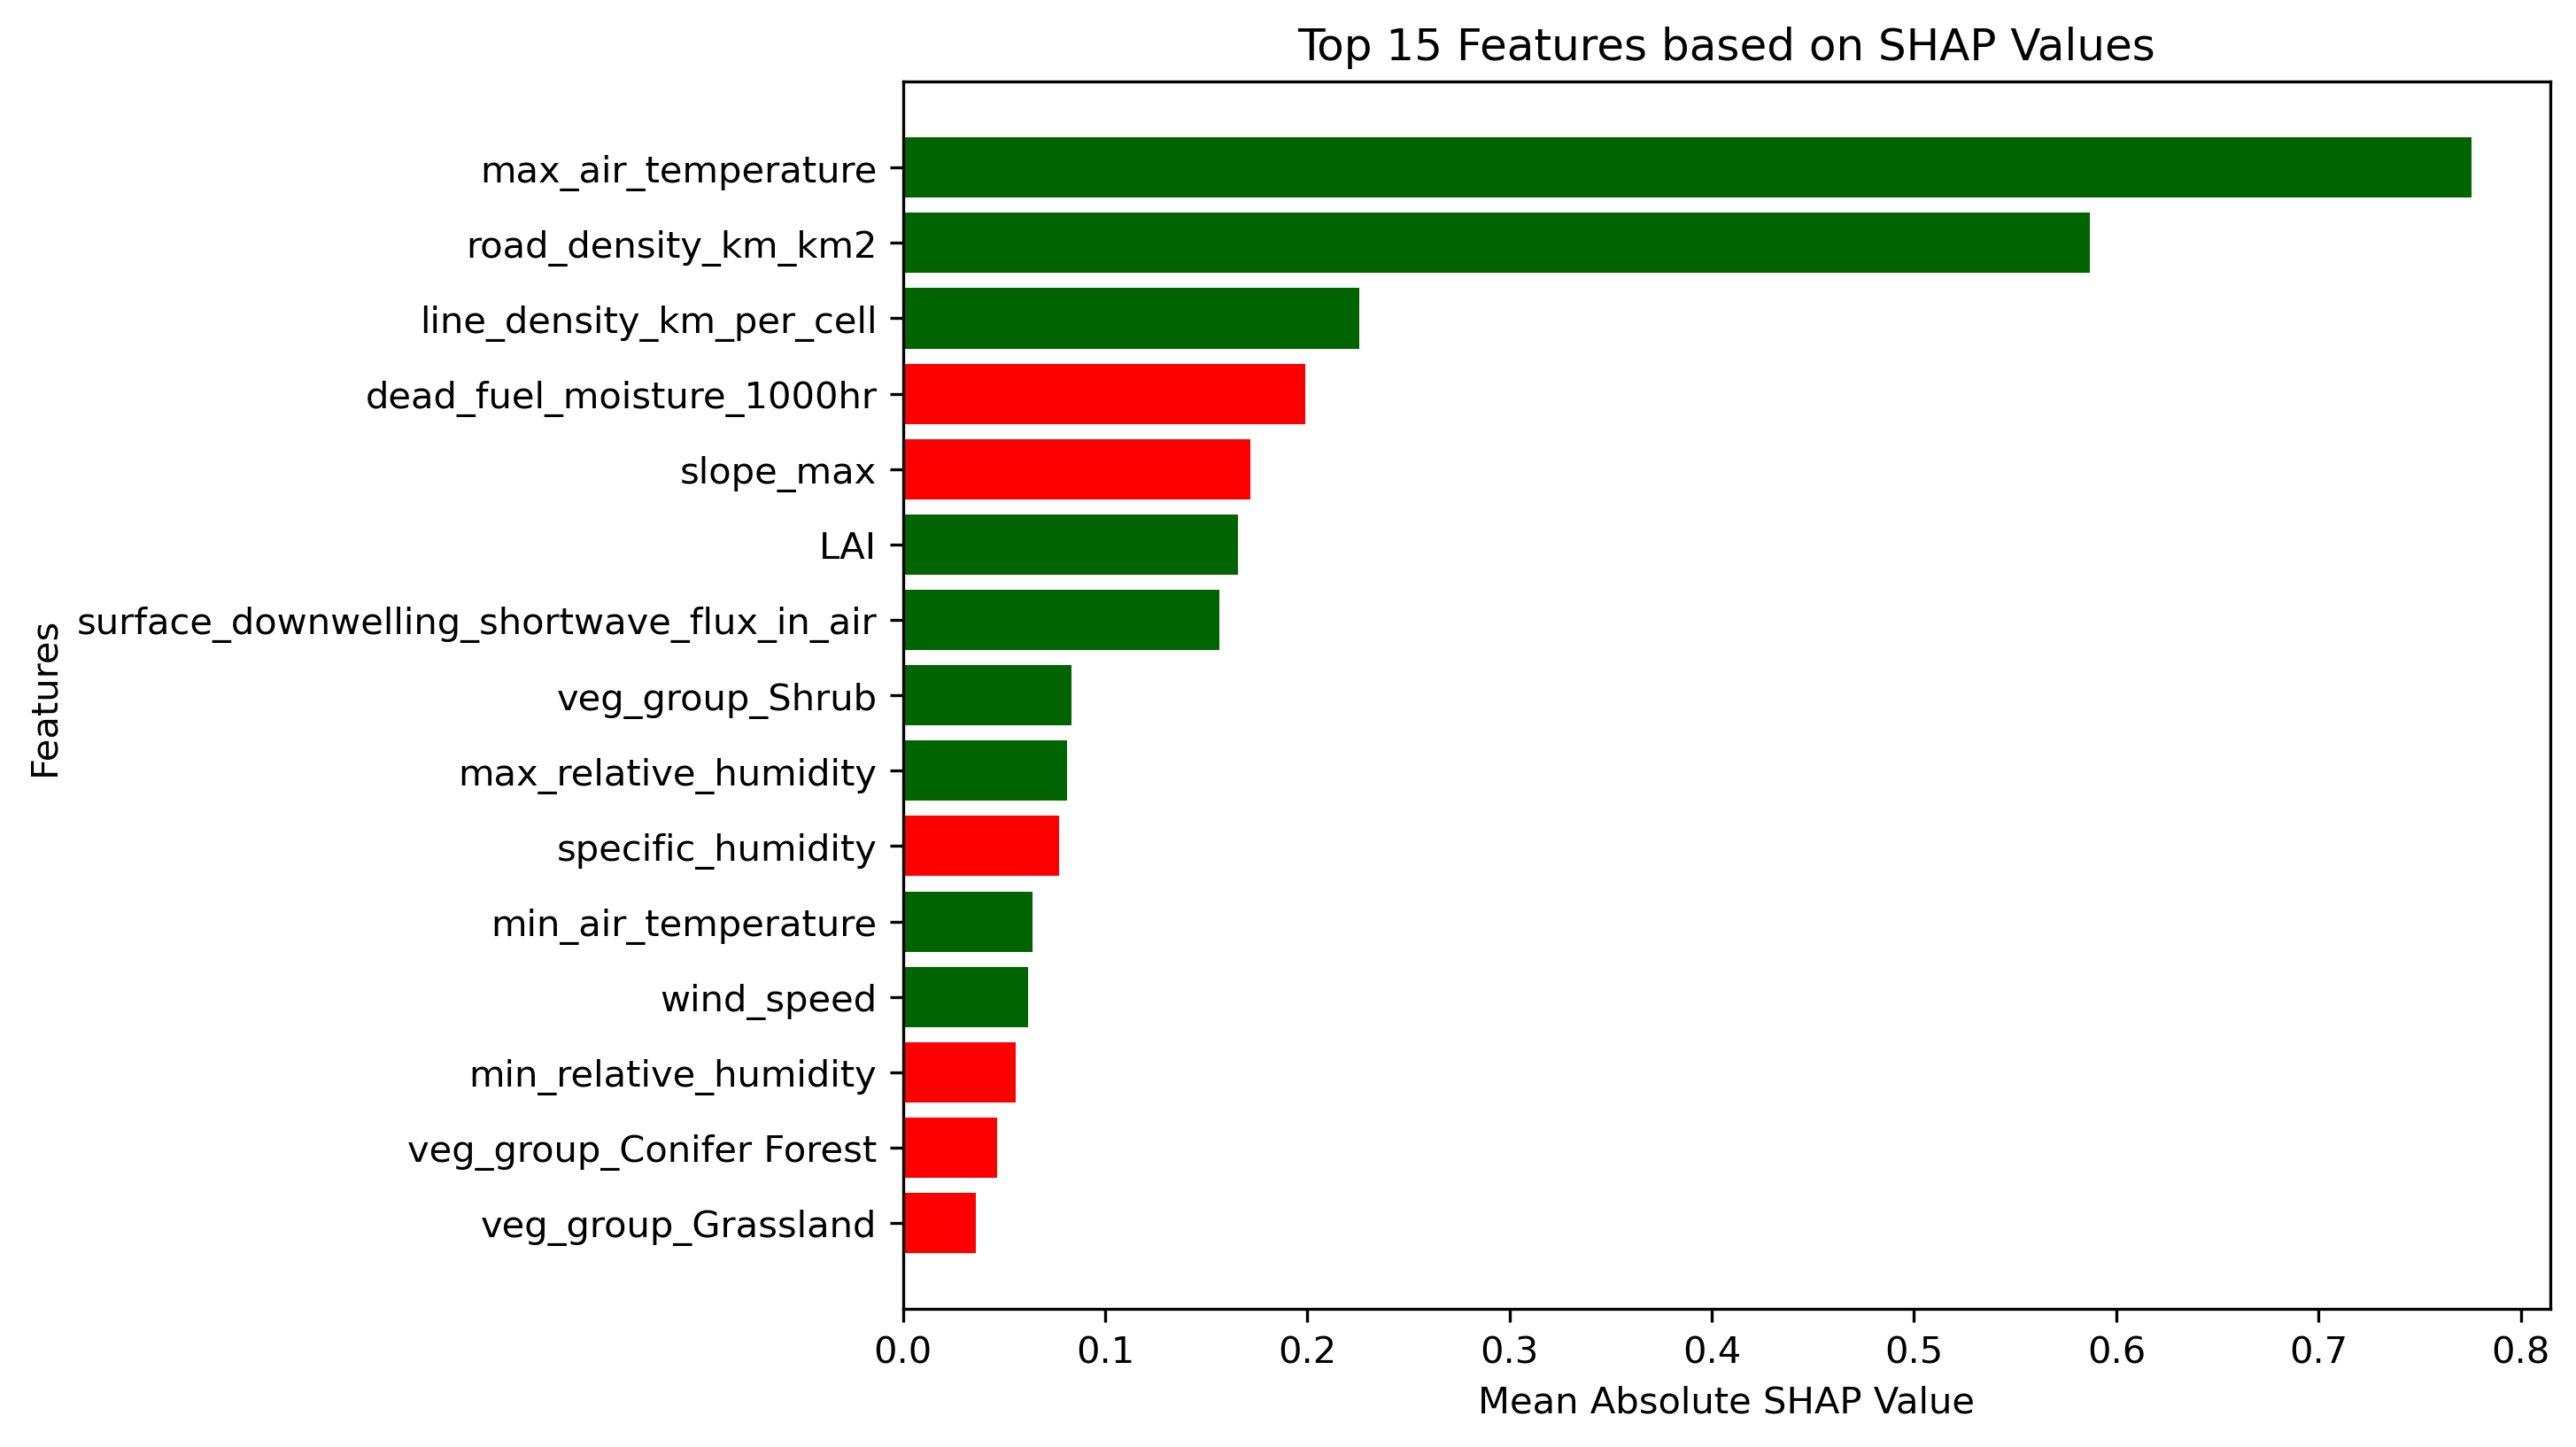 Top 15 Features based on SHAP Values
max_air_temperature
road_density_km_km2
line_density_km_per_cell
dead_fuel_moisture_1000hr
slope_max
LAI
surface_downwelling_shortwave_flux_in_air
veg_group_Shrub
max_relative_humidity
specific_humidity
min_air_temperature
wind_speed
min_relative_humidity
veg_group_Conifer Forest
veg_group_Grassland
Features
0.0 0.1 0.2 0.3 0.4 0.5 0.6 0.7 0.8
Mean Absolute SHAP Value